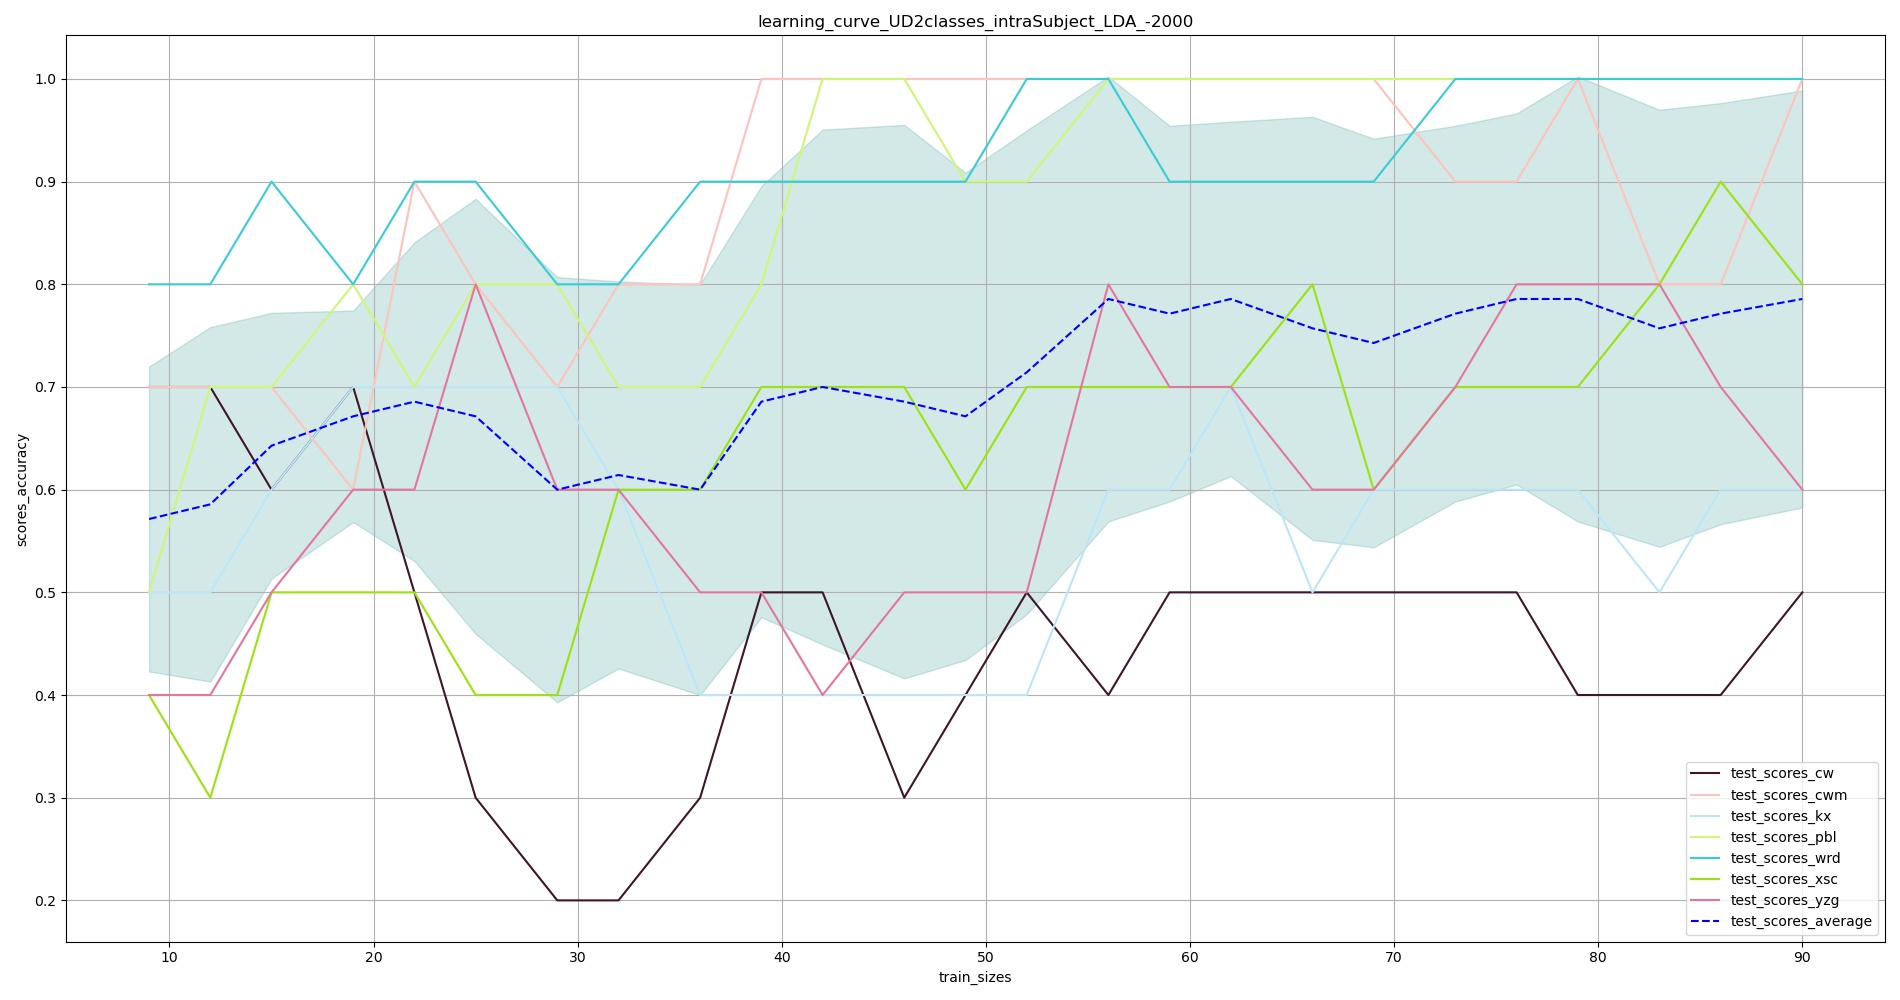 learning_curve_UD2classes_intraSubject_LDA_-2000
scores_accuracy
1.0
0.9
0.8
0.7
0.6
0.5
0.4
0.3
0.2
10 20 30 40 50 60 70 80 90
train_sizes
test_scores_cw
test_scores_cwm
test_scores_kx
test_scores_pbl
test_scores_wrd
test_scores_xsc
test_scores_yzg
test_scores_average